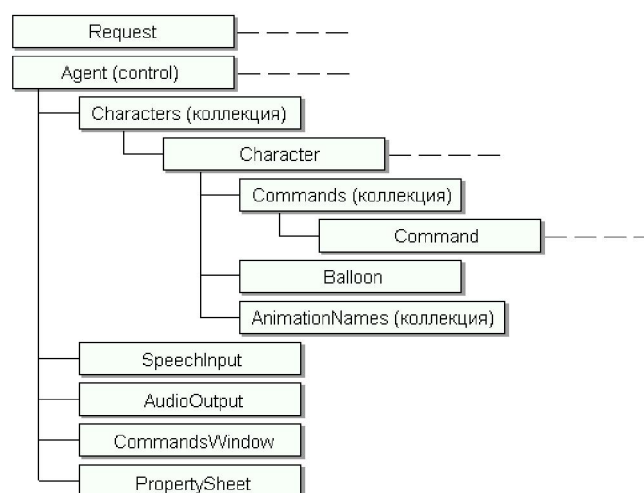 Request
Agent (control)
Characters (коллекция)
Character
Commands (коллекция)
Command
Balloon
AnimationNames (коллекция)
SpeechInput
AudioOutput
CommandsWindow
PropertySheet